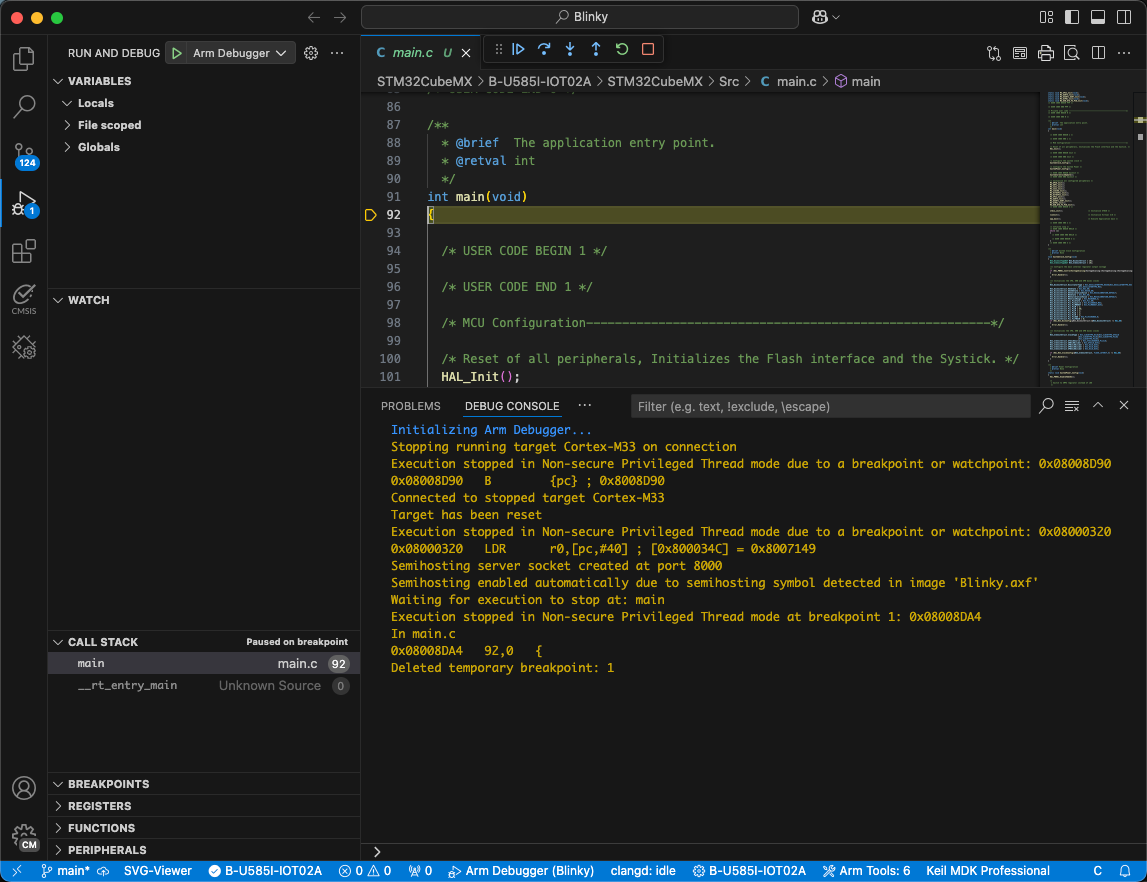 Blinky
RUN AND DEBUG
Arm Debugger
C main.c U
STM32CubeMX > B-U585I-IOT02A > STM32CubeMX > Src > C main.c > main
124
1
CMSIS
VARIABLES
Locals
File scoped
Globals
WATCH
CALL STACK
Paused on breakpoint
main main.c 92
__rt_entry_main Unknown Source 0
BREAKPOINTS
REGISTERS
FUNCTIONS
PERIPHERALS
CM
86
87 /**
88 * @brief The application entry point.
89 * @retval int
90 */
91 int main(void)
92 {
93
94 /* USER CODE BEGIN 1 */
95
96 /* USER CODE END 1 */
97
98 /* MCU Configuration--------------------------------------------------------*/
99
100 /* Reset of all peripherals, Initializes the Flash interface and the Systick. */
101 HAL_Init();
PROBLEMS DEBUG CONSOLE ... Filter (e.g. text, !exclude, \escape)
Initializing Arm Debugger...
Stopping running target Cortex-M33 on connection
Execution stopped in Non-secure Privileged Thread mode due to a breakpoint or watchpoint: 0x08008D90
0x08008D90 B {pc} ; 0x8008D90
Connected to stopped target Cortex-M33
Target has been reset
Execution stopped in Non-secure Privileged Thread mode due to a breakpoint or watchpoint: 0x08000320
0x08000320 LDR r0,[pc,#40] ; [0x800034C] = 0x8007149
Semihosting server socket created at port 8000
Semihosting enabled automatically due to semihosting symbol detected in image 'Blinky.axf'
Waiting for execution to stop at: main
Execution stopped in Non-secure Privileged Thread mode at breakpoint 1: 0x08008DA4
In main.c
0x08008DA4 92,0 {
Deleted temporary breakpoint: 1
>
main* SVG-Viewer B-U585I-IOT02A 0 0 0 Arm Debugger (Blinky) clangd: idle B-U585I-IOT02A Arm Tools: 6 Keil MDK Professional C